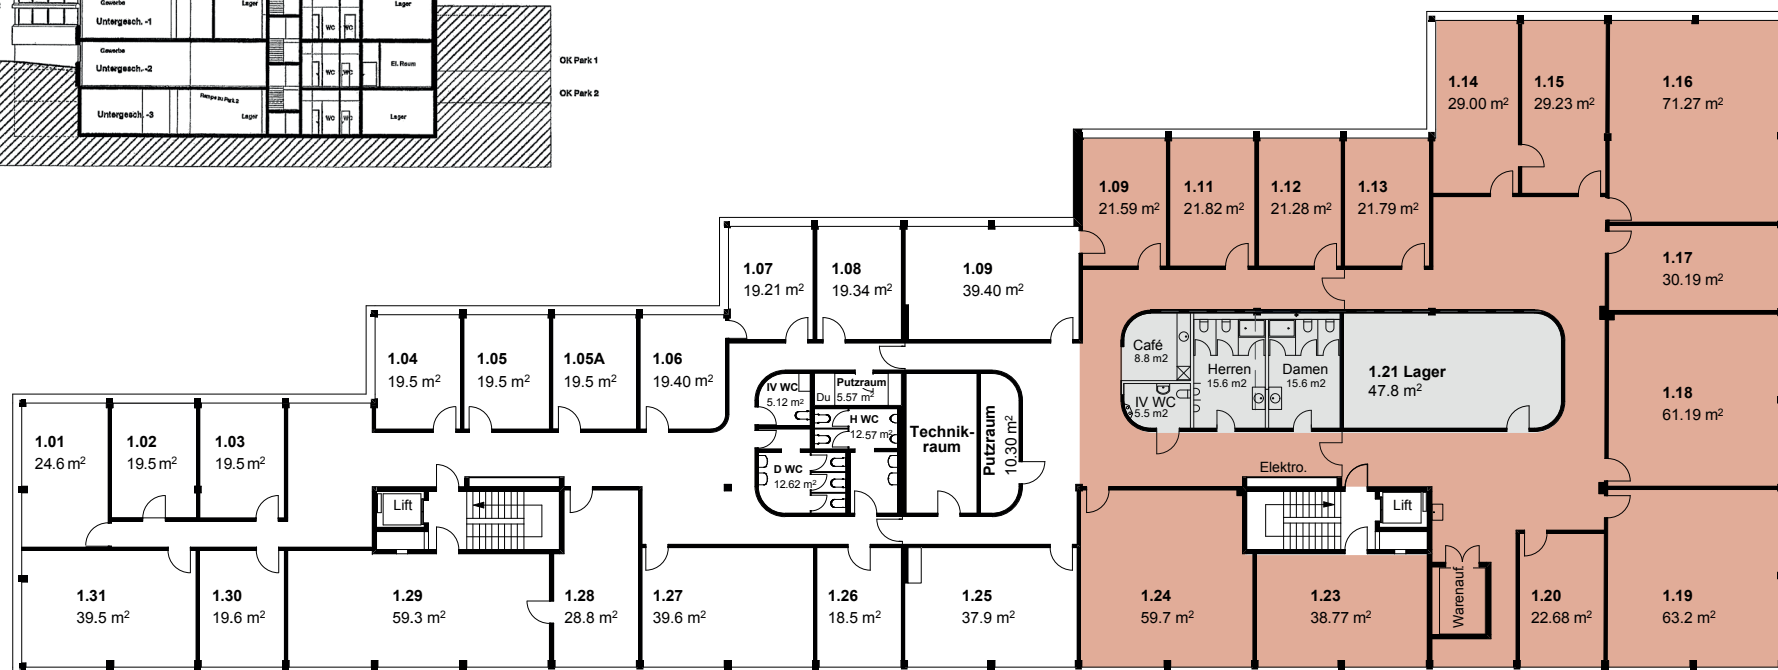 Gewerbe
Lager
Lager
Untergesch. -1
WC
WC
Gewerbe
Untergesch. -2
WC
WC
El. Raum
OK Park 1
Rampe zu Park 2
OK Park 2
Untergesch. -3
Lager
WC
WC
Lager
1.14
29.00 m²
1.15
29.23 m²
1.16
71.27 m²
1.09
21.59 m²
1.11
21.82 m²
1.12
21.28 m²
1.13
21.79 m²
1.07
19.21 m²
1.08
19.34 m²
1.09
39.40 m²
1.17
30.19 m²
1.04
19.5 m²
1.05
19.5 m²
1.05A
19.5 m²
1.06
19.40 m²
Café
8.8 m2
Herren
15.6 m2
Damen
15.6 m2
IV WC
5.5 m2
1.21 Lager
47.8 m²
1.18
61.19 m²
IV WC
5.12 m²
Du
Putzraum
5.57 m²
H WC
12.57 m²
D WC
12.62 m²
Technik-
raum
Putzraum
10.30 m²
1.01
24.6 m²
1.02
19.5 m²
1.03
19.5 m²
Elektro.
Lift
Lift
1.31
39.5 m²
1.30
19.6 m²
1.29
59.3 m²
1.28
28.8 m²
1.27
39.6 m²
1.26
18.5 m²
1.25
37.9 m²
1.24
59.7 m²
1.23
38.77 m²
Warenauf.
1.20
22.68 m²
1.19
63.2 m²